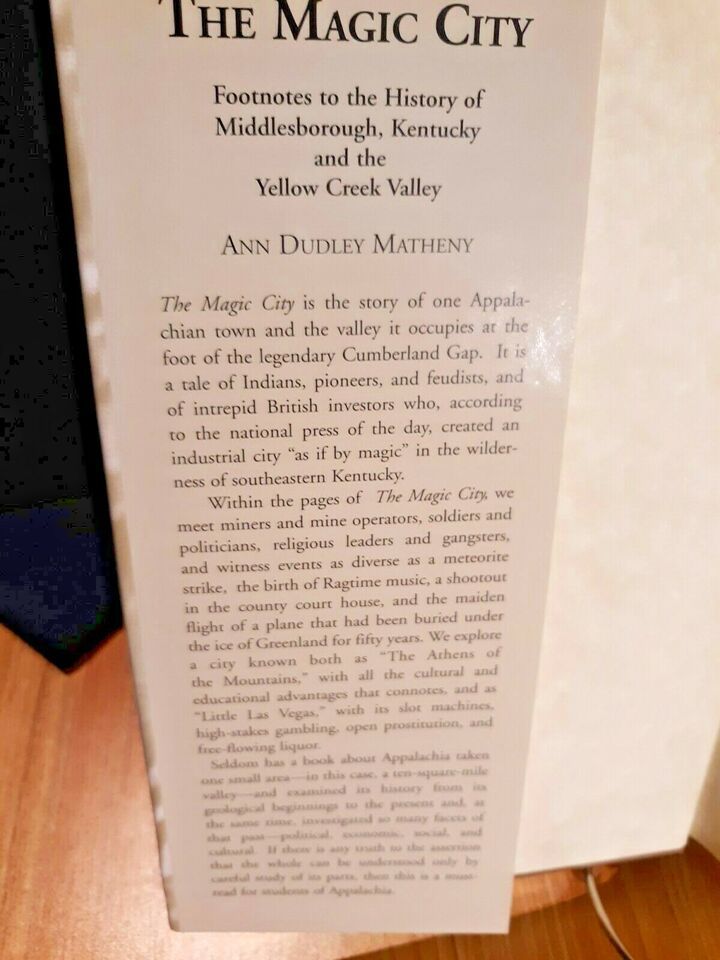 THE MAGIC CITY
Footnotes to the History of
Middlesborough, Kentucky
and the
Yellow Creek Valley
ANN DUDLEY MATHENY
The Magic City is the story of one Appala-
chian town and the valley it occupies at the
foot of the legendary Cumberland Gap. It is
a tale of Indians, pioneers, and feudists, and
of intrepid British investors who, according
to the national press of the day, created an
industrial city "as if by magic" in the wilder-
ness of southeastern Kentucky.
Within the pages of The Magic City, we
meet miners and mine operators, soldiers and
politicians, religious leaders and gangsters,
and witness events as diverse as a meteorite
strike, the birth of Ragtime music, a shootout
in the county court house, and the maiden
flight of a plane that had been buried under
the ice of Greenland for fifty years. We explore
a city known both as "The Athens of
the Mountains," with all the cultural and
educational advantages that connotes, and as
"Little Las Vegas," with its slot machines,
high-stakes gambling, open prostitution, and
free-flowing liquor.
Seldom has a book about Appalachia taken
one small area—in this case, a ten-square-mile
valley—and examined its history from its
geological beginnings to the present and, at
the same time, investigated so many facets of
that past—political, economic, social, and
cultural. If there is any truth to the assertion
that the whole can be understood only by
careful study of its parts, then this is a must-
read for students of Appalachia.